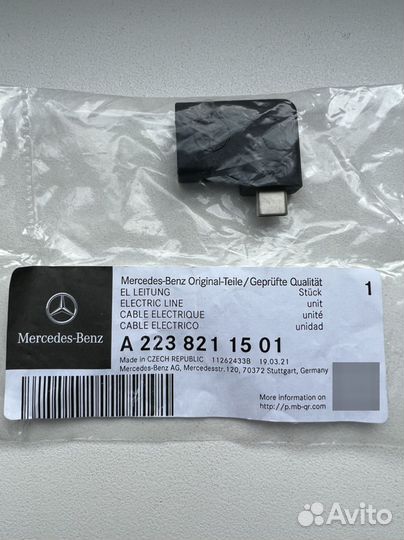 Mercedes-Benz
Mercedes-Benz Original-Teile/Geprüfte Qualität
EL LEITUNG Stück 1
ELECTRIC LINE unit
CABLE ELECTRIQUE unité
CABLE ELECTRICO unidad
A 223 821 15 01
Made in CZECH REPUBLIC 11262433B 19.03.21
Mercedes-Benz AG, Mercedesstr.120, 70372 Stuttgart, Germany
More information on
http://p.mb-qr.com
Avito